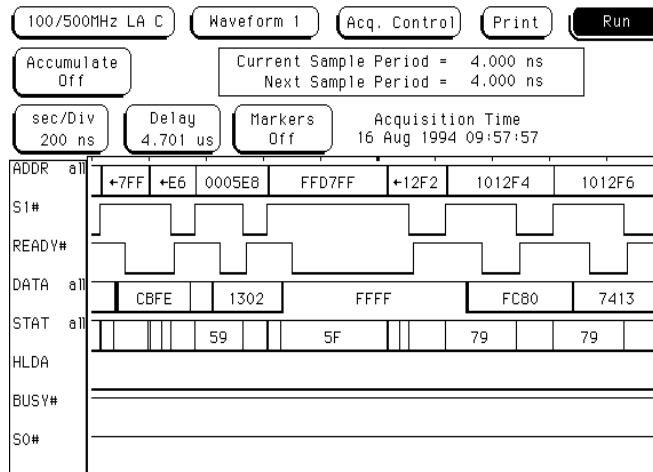 100/500MHz LA C Waveform 1 Acq. Control Print Run
Accumulate
Off
Current Sample Period = 4.000 ns
Next Sample Period = 4.000 ns
sec/Div
200 ns
Delay
4.701 us
Markers
Off
Acquisition Time
16 Aug 1994 09:57:57
ADDR all ←7FF ←E6 0005E8 FFD7FF ←12F2 1012F4 1012F6
S1#
READY#
DATA all CBFE 1302 FFFF FC80 7413
STAT all 59 5F 79 79
HLDA
BUSY#
S0#